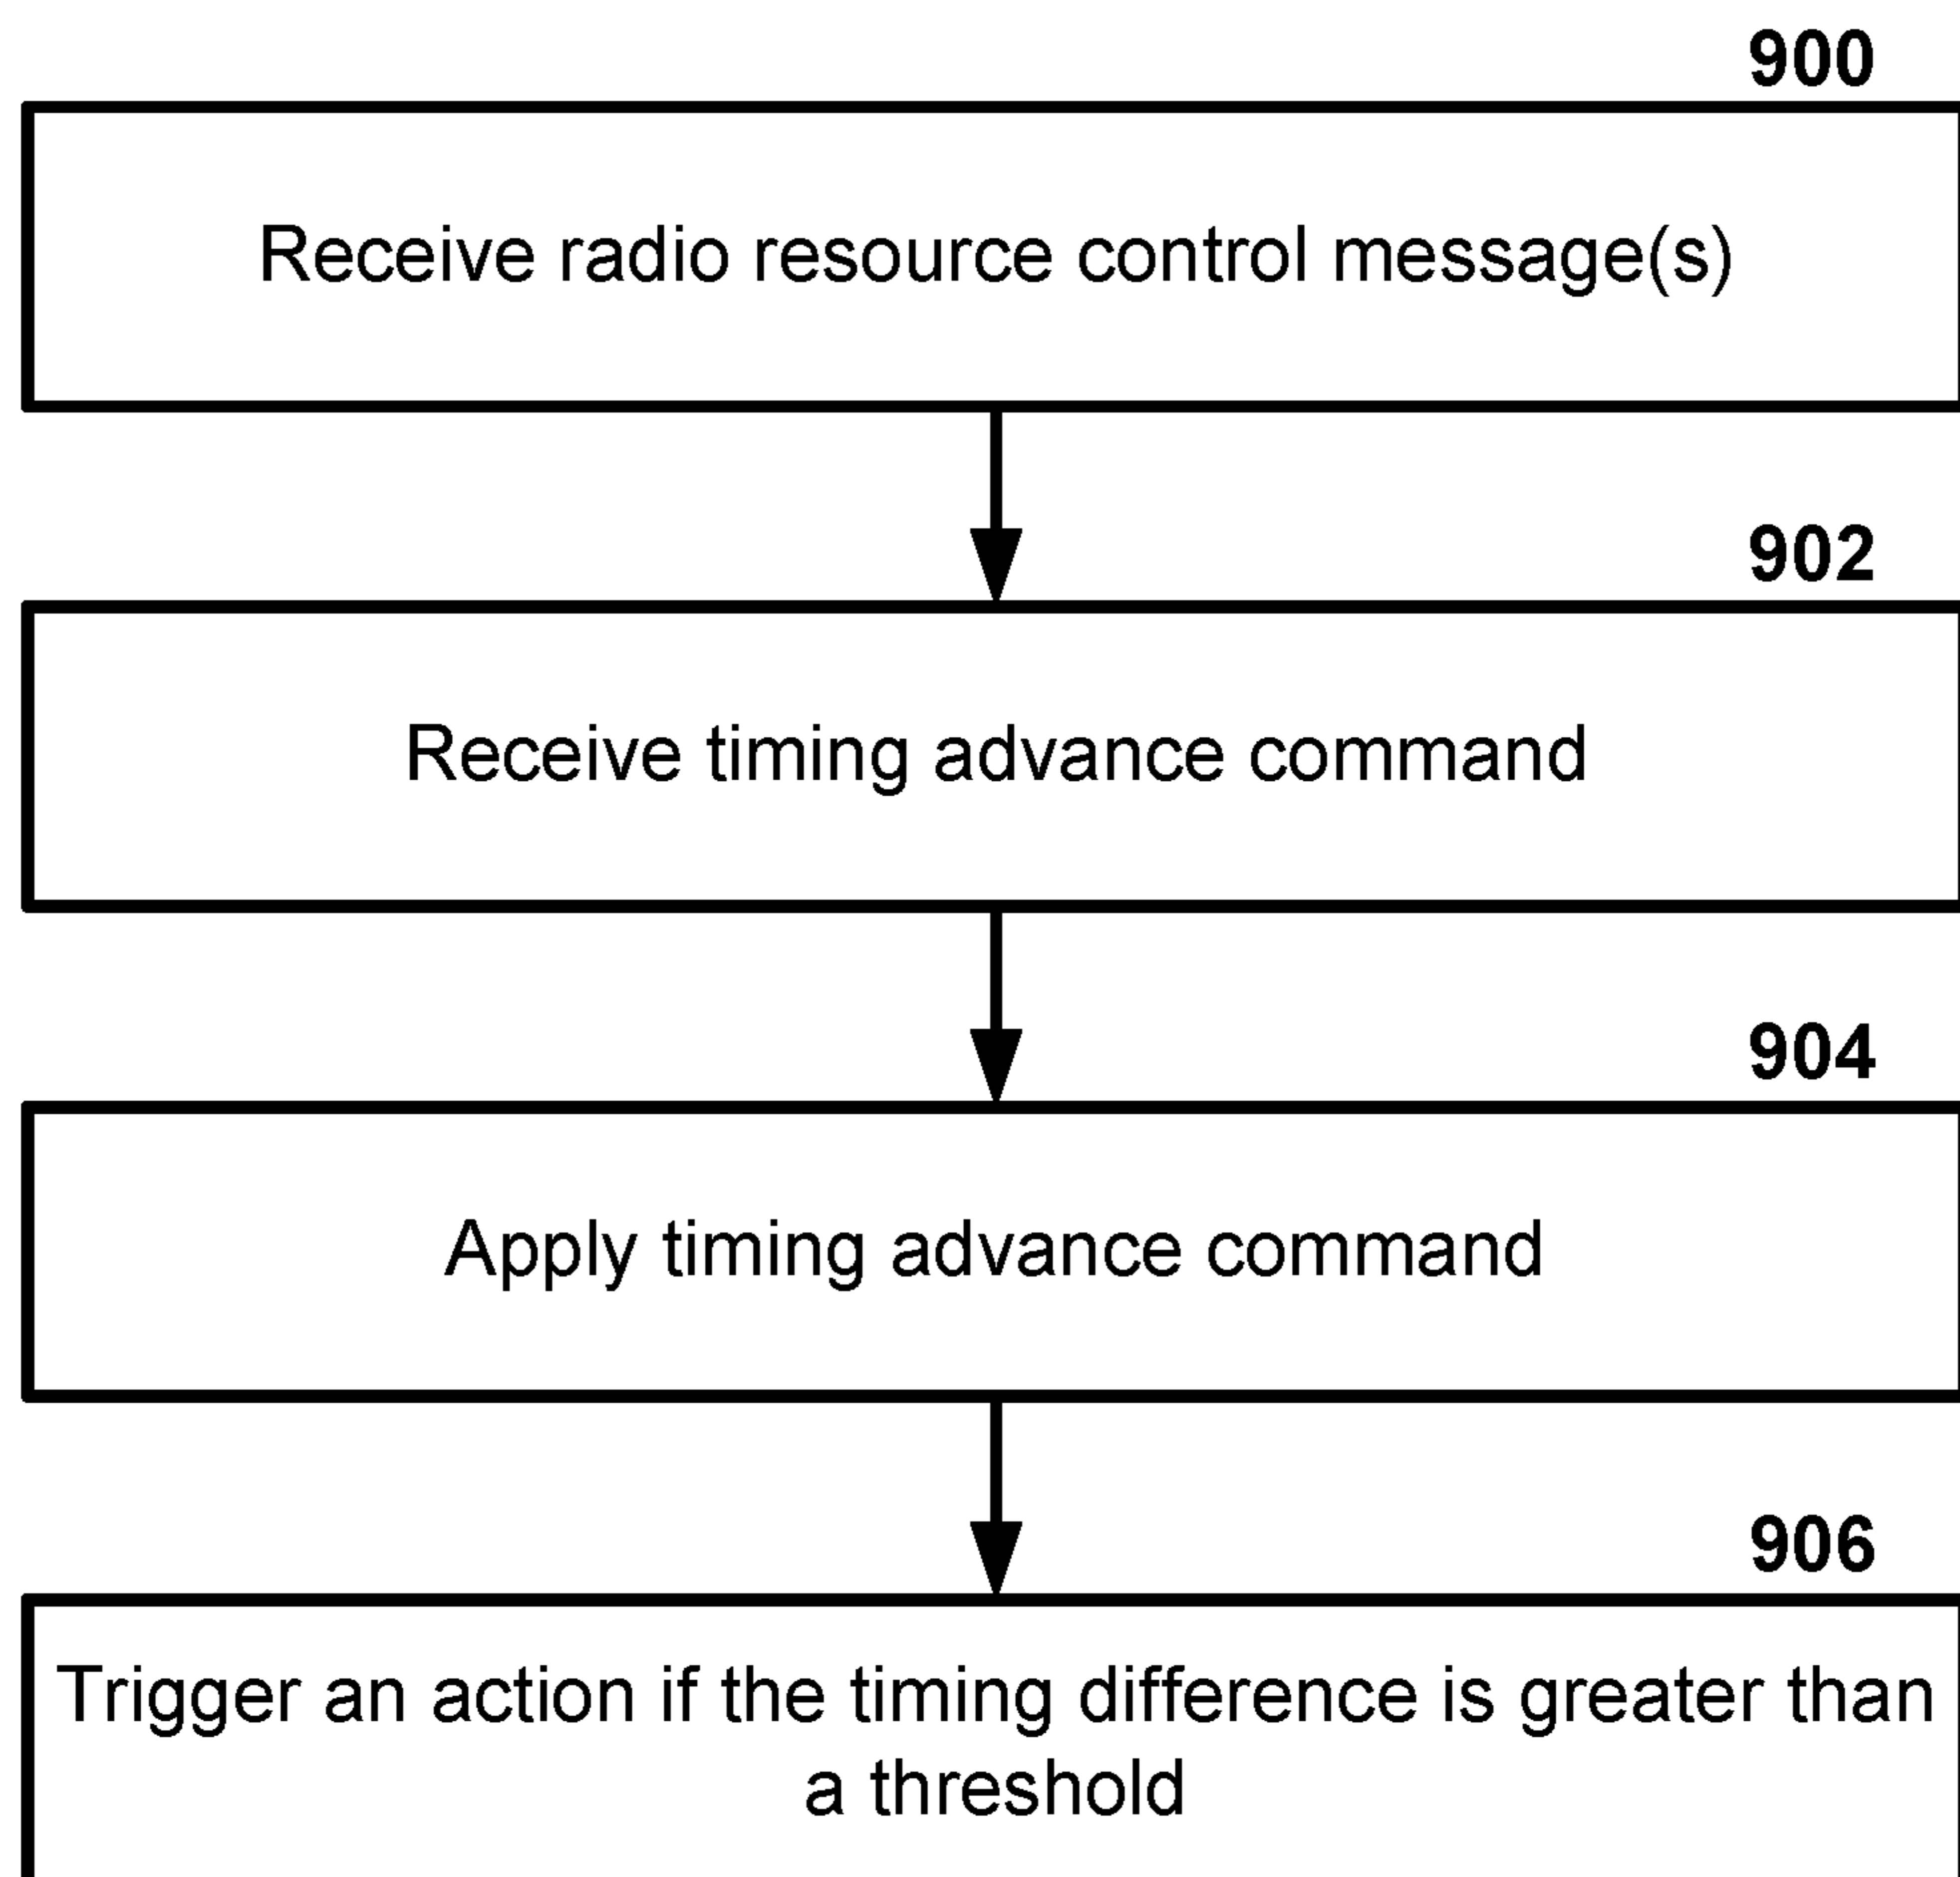 900
Receive radio resource control message(s)
902
Receive timing advance command
904
Apply timing advance command
906
Trigger an action if the timing difference is greater than
a threshold